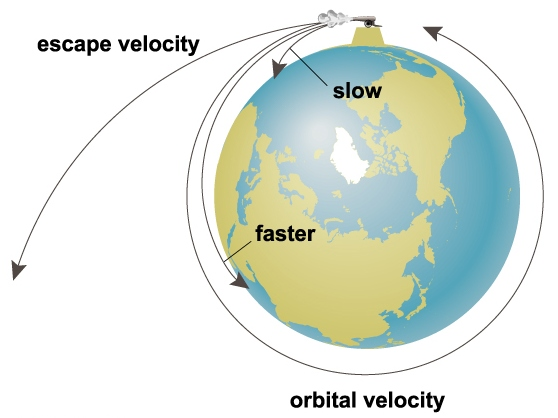 escape velocity
slow
faster
orbital velocity